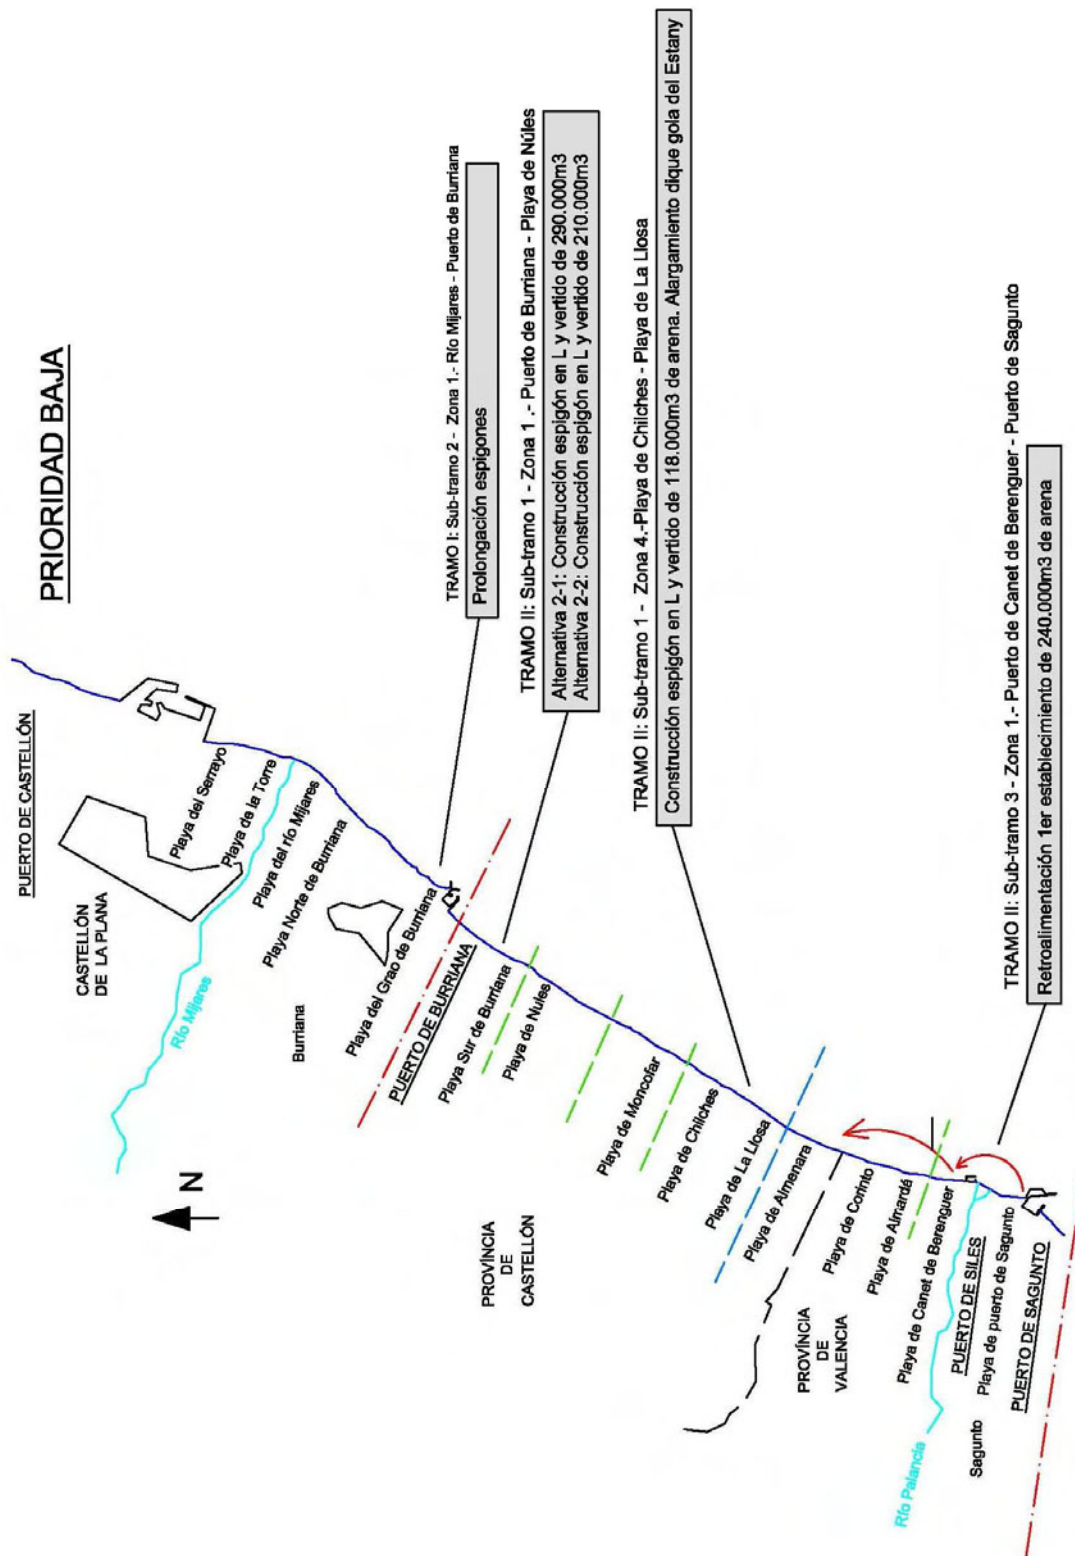 PRIORIDAD BAJA
PUERTO DE CASTELLÓN
CASTELLÓN
DE LA PLANA
Playa del Serrayo
Playa de la Torre
Río Mijares
Playa del río Mijares
Playa Norte de Burriana
Burriana
Playa del Grao de Burriana
PUERTO DE BURRIANA
Playa Sur de Burriana
Playa de Nules
N
PROVÍNCIA
DE
CASTELLÓN
Playa de Moncofar
Playa de Chilches
Playa de La Llosa
Playa de Almenara
Playa de Corinto
Playa de Almardá
PROVÍNCIA
DE
VALENCIA
Playa de Canet de Berenguer
PUERTO DE SILES
Playa de puerto de Sagunto
PUERTO DE SAGUNTO
Río Palancia
Sagunto
TRAMO I: Sub-tramo 2 - Zona 1.- Río Mijares - Puerto de Burriana
Prolongación espigones
TRAMO II: Sub-tramo 1 - Zona 1 .- Puerto de Burriana - Playa de Núles
Alternativa 2-1: Construcción espigón en L y vertido de 290.000m3
Alternativa 2-2: Construcción espigón en L y vertido de 210.000m3
TRAMO II: Sub-tramo 1 - Zona 4.-Playa de Chilches - Playa de La Llosa
Construcción espigón en L y vertido de 118.000m3 de arena. Alargamiento dique gola del Estany
TRAMO II: Sub-tramo 3 - Zona 1.- Puerto de Canet de Berenguer - Puerto de Sagunto
Retroalimentación 1er establecimiento de 240.000m3 de arena